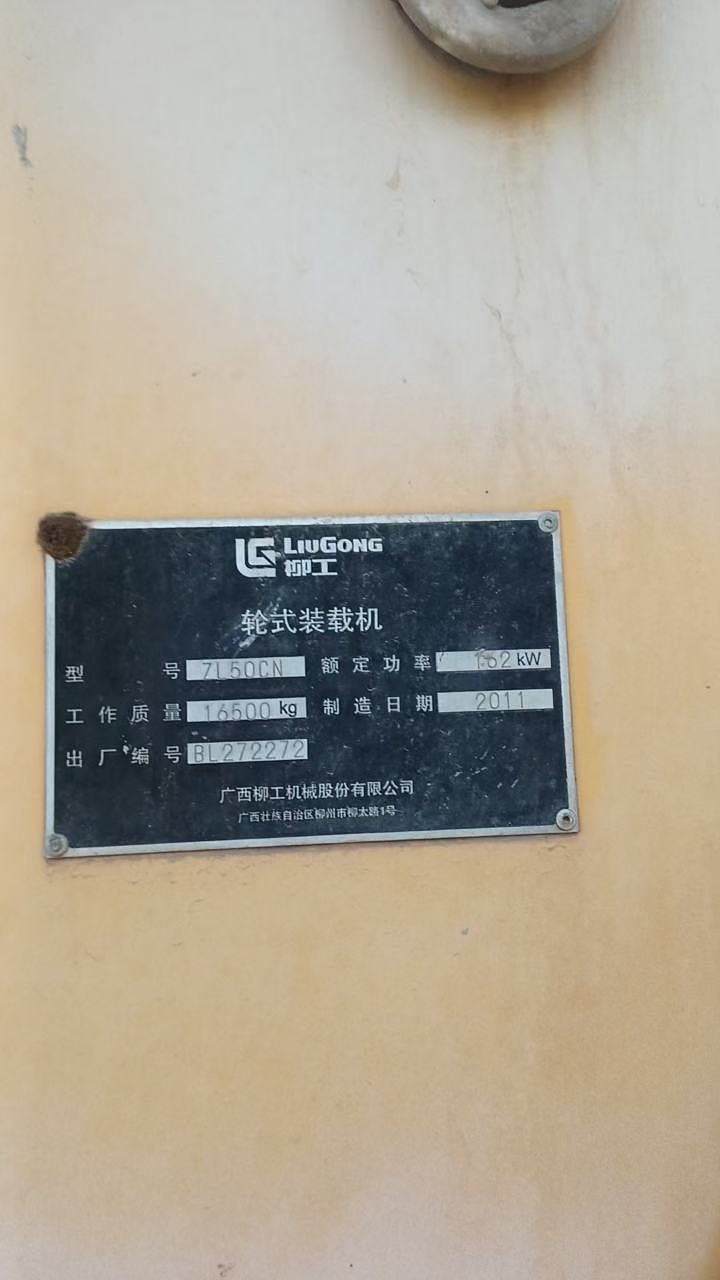 LIUGONG
柳工
轮式装载机
型 号 ZL50CN 额定功率 162 kW
工作质量 16500 kg 制造日期 2011
出厂编号 BL272272
广西柳工机械股份有限公司
广西壮族自治区柳州市柳太路1号